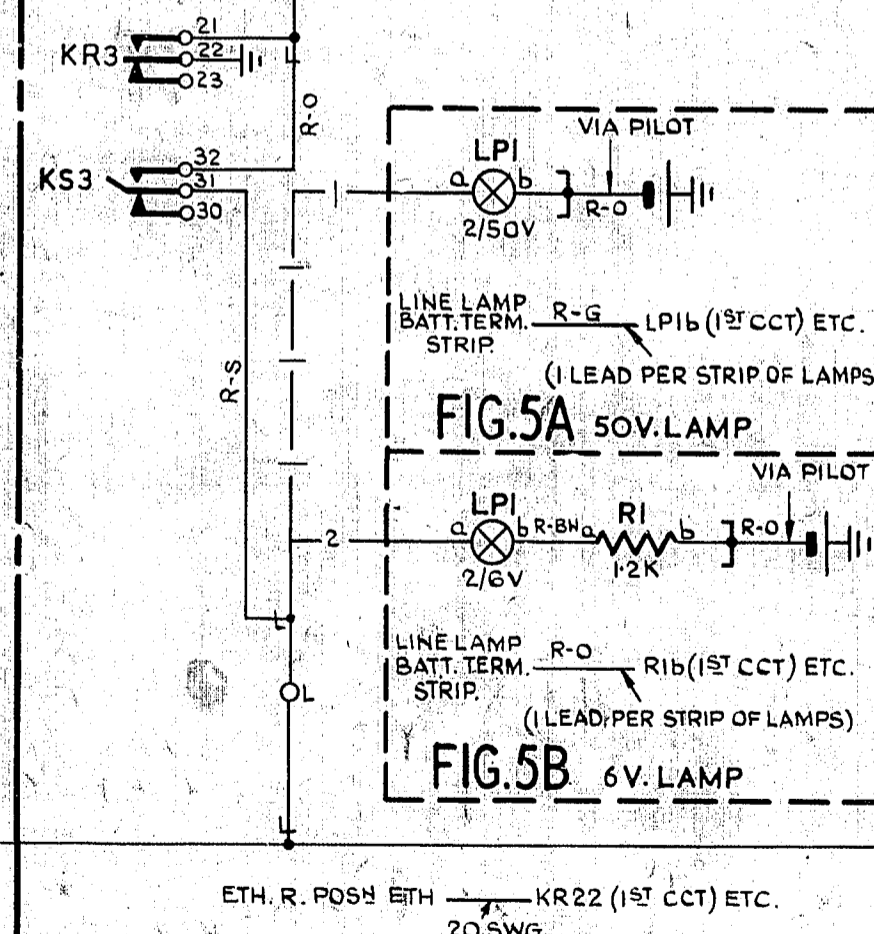 21
KR3
22
23
L
R-O
32
KS3
31
30
1
VIA PILOT
LP1
a b
R-O
2/50V
LINE LAMP
BATT. TERM.
STRIP.
R-G
LP1b (1ST CCT) ETC.
(1 LEAD PER STRIP OF LAMPS
FIG.5A 50V. LAMP
R-S
VIA PILOT
LP1
a b R-BN a R1 b
R-O
2
2/6V
1·2K
L
LINE LAMP
BATT. TERM.
STRIP.
R-O
R1b (1ST CCT) ETC.
(1 LEAD PER STRIP OF LAMPS)
L
FIG.5B 6V. LAMP
L
ETH. R. POSN ETH KR22 (1ST CCT) ETC.
20 SWG